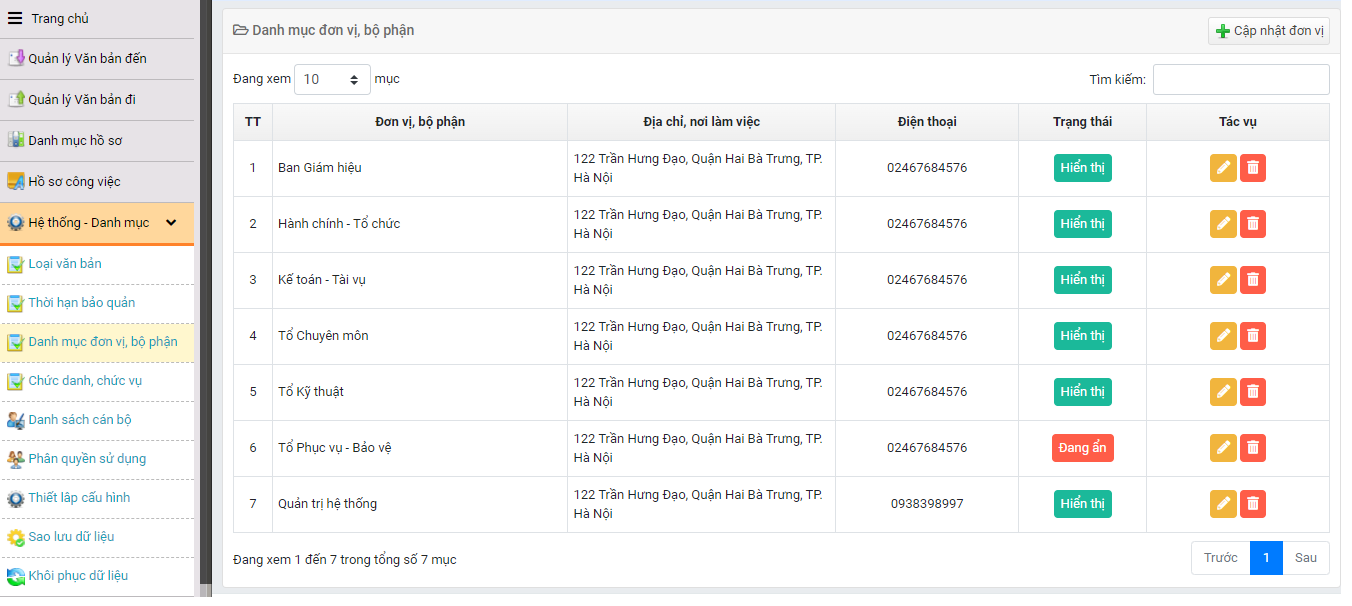 Trang chủ
Quản lý Văn bản đến
Quản lý Văn bản đi
Danh mục hồ sơ
Hồ sơ công việc
Hệ thống - Danh mục
Loại văn bản
Thời hạn bảo quản
Danh mục đơn vị, bộ phận
Chức danh, chức vụ
Danh sách cán bộ
Phân quyền sử dụng
Thiết lập cấu hình
Sao lưu dữ liệu
Khôi phục dữ liệu
Danh mục đơn vị, bộ phận
Cập nhật đơn vị
Đang xem 10 mục
Tìm kiếm:
TT Đơn vị, bộ phận Địa chỉ, nơi làm việc Điện thoại Trạng thái Tác vụ
1 Ban Giám hiệu 122 Trần Hưng Đạo, Quận Hai Bà Trưng, TP. 02467684576 Hiển thị
Hà Nội
2 Hành chính - Tổ chức 122 Trần Hưng Đạo, Quận Hai Bà Trưng, TP. 02467684576 Hiển thị
Hà Nội
3 Kế toán - Tài vụ 122 Trần Hưng Đạo, Quận Hai Bà Trưng, TP. 02467684576 Hiển thị
Hà Nội
4 Tổ Chuyên môn 122 Trần Hưng Đạo, Quận Hai Bà Trưng, TP. 02467684576 Hiển thị
Hà Nội
5 Tổ Kỹ thuật 122 Trần Hưng Đạo, Quận Hai Bà Trưng, TP. 02467684576 Hiển thị
Hà Nội
6 Tổ Phục vụ - Bảo vệ 122 Trần Hưng Đạo, Quận Hai Bà Trưng, TP. 02467684576 Đang ẩn
Hà Nội
7 Quản trị hệ thống 122 Trần Hưng Đạo, Quận Hai Bà Trưng, TP. 0938398997 Hiển thị
Hà Nội
Đang xem 1 đến 7 trong tổng số 7 mục
Trước 1 Sau